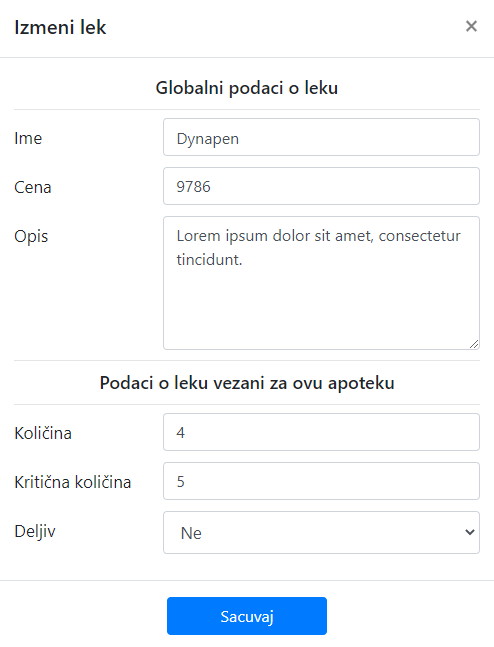 Izmeni lek ×
Globalni podaci o leku
Ime Dynapen
Cena 9786
Opis Lorem ipsum dolor sit amet, consectetur
tincidunt.
Podaci o leku vezani za ovu apoteku
Količina 4
Kritična količina 5
Deljiv Ne
Sacuvaj